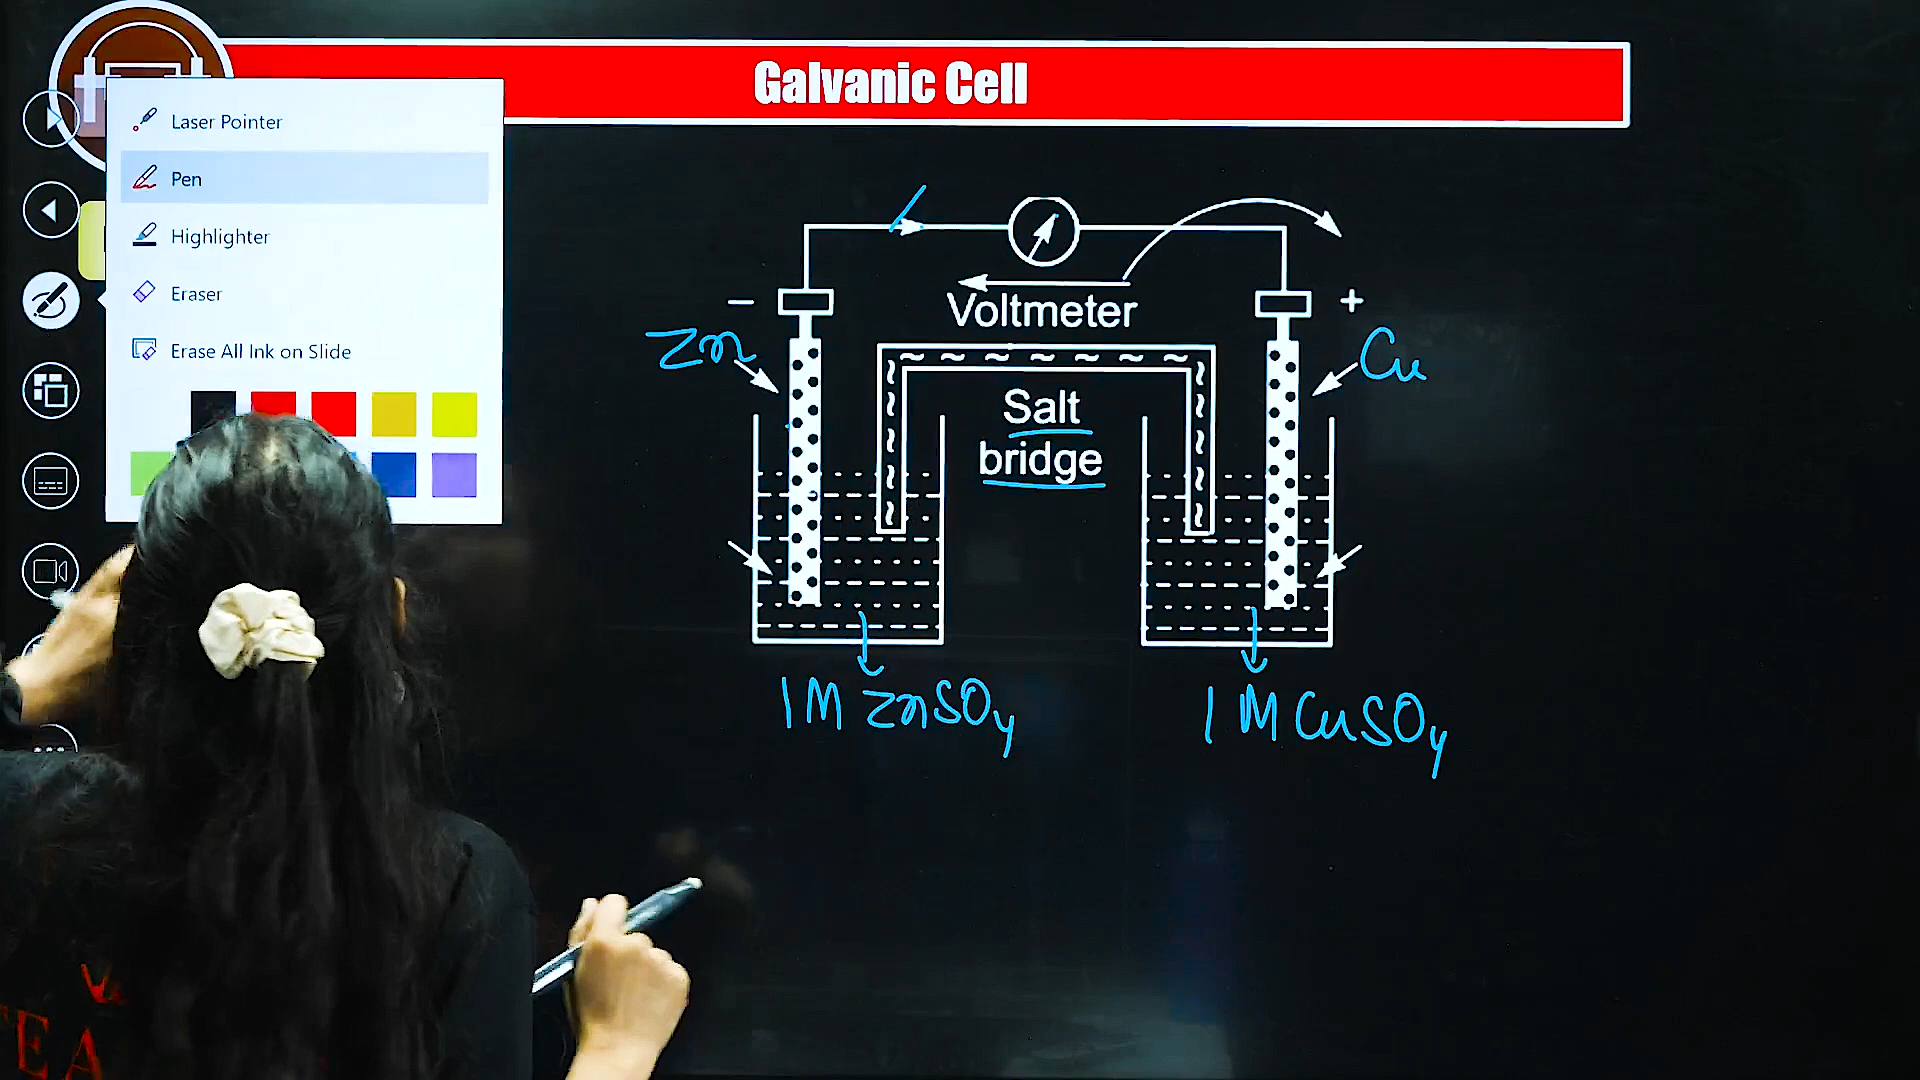 Galvanic Cell
Laser Pointer
Pen
Highlighter
Eraser
Erase All Ink on Slide
−
+
Voltmeter
Zn
Cu
Salt
bridge
1M ZnSO4
1M CuSO4
EA